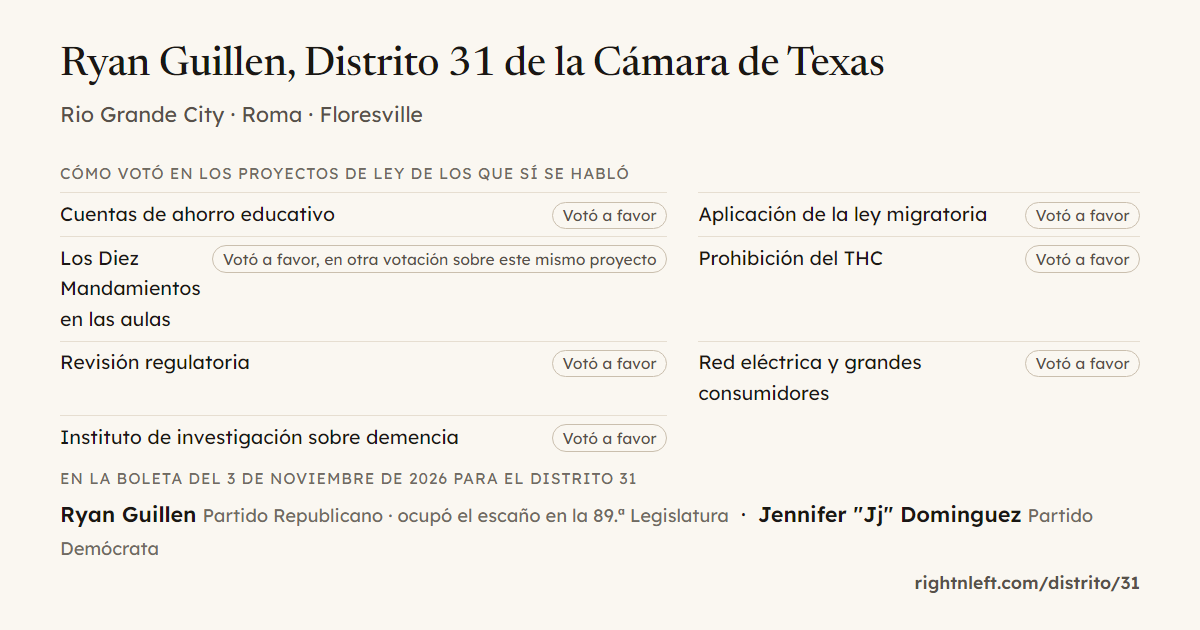 Ryan Guillen, Distrito 31 de la Cámara de Texas
Rio Grande City · Roma · Floresville
CÓMO VOTÓ EN LOS PROYECTOS DE LEY DE LOS QUE SÍ SE HABLÓ
Cuentas de ahorro educativo Votó a favor
Aplicación de la ley migratoria Votó a favor
Los Diez Votó a favor, en otra votación sobre este mismo proyecto
Mandamientos
en las aulas
Prohibición del THC Votó a favor
Revisión regulatoria Votó a favor
Red eléctrica y grandes Votó a favor
consumidores
Instituto de investigación sobre demencia Votó a favor
EN LA BOLETA DEL 3 DE NOVIEMBRE DE 2026 PARA EL DISTRITO 31
Ryan Guillen Partido Republicano · ocupó el escaño en la 89.ª Legislatura · Jennifer "Jj" Dominguez Partido
Demócrata
rightnleft.com/distrito/31